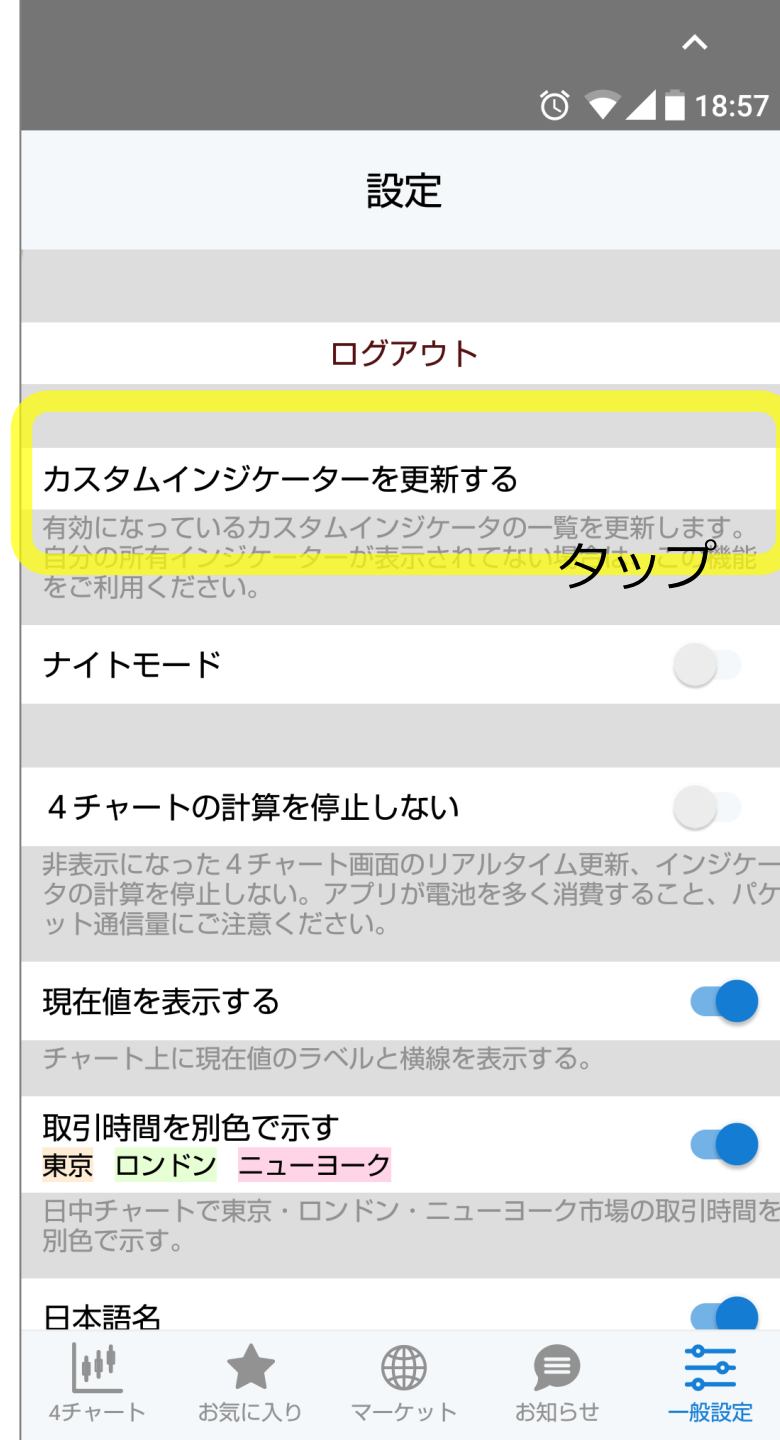 18:57
設定
ログアウト
カスタムインジケーターを更新する
有効になっているカスタムインジケータの一覧を更新します。
自分の所有インジケーターが表示されてない場合は、この機能
をご利用ください。
タップ
ナイトモード
4チャートの計算を停止しない
非表示になった4チャート画面のリアルタイム更新、インジケー
タの計算を停止しない。アプリが電池を多く消費すること、パケ
ット通信量にご注意ください。
現在値を表示する
チャート上に現在値のラベルと横線を表示する。
取引時間を別色で示す
東京 ロンドン ニューヨーク
日中チャートで東京・ロンドン・ニューヨーク市場の取引時間を
別色で示す。
日本語名
4チャート お気に入り マーケット お知らせ 一般設定